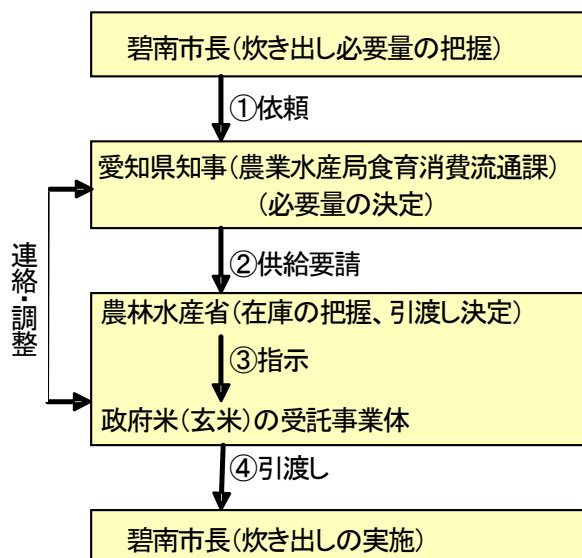 碧南市長(炊き出し必要量の把握)
①依頼
愛知県知事(農業水産局食育消費流通課)
(必要量の決定)
②供給要請
連絡・調整
農林水産省(在庫の把握、引渡し決定)
③指示
政府米(玄米)の受託事業体
④引渡し
碧南市長(炊き出しの実施)